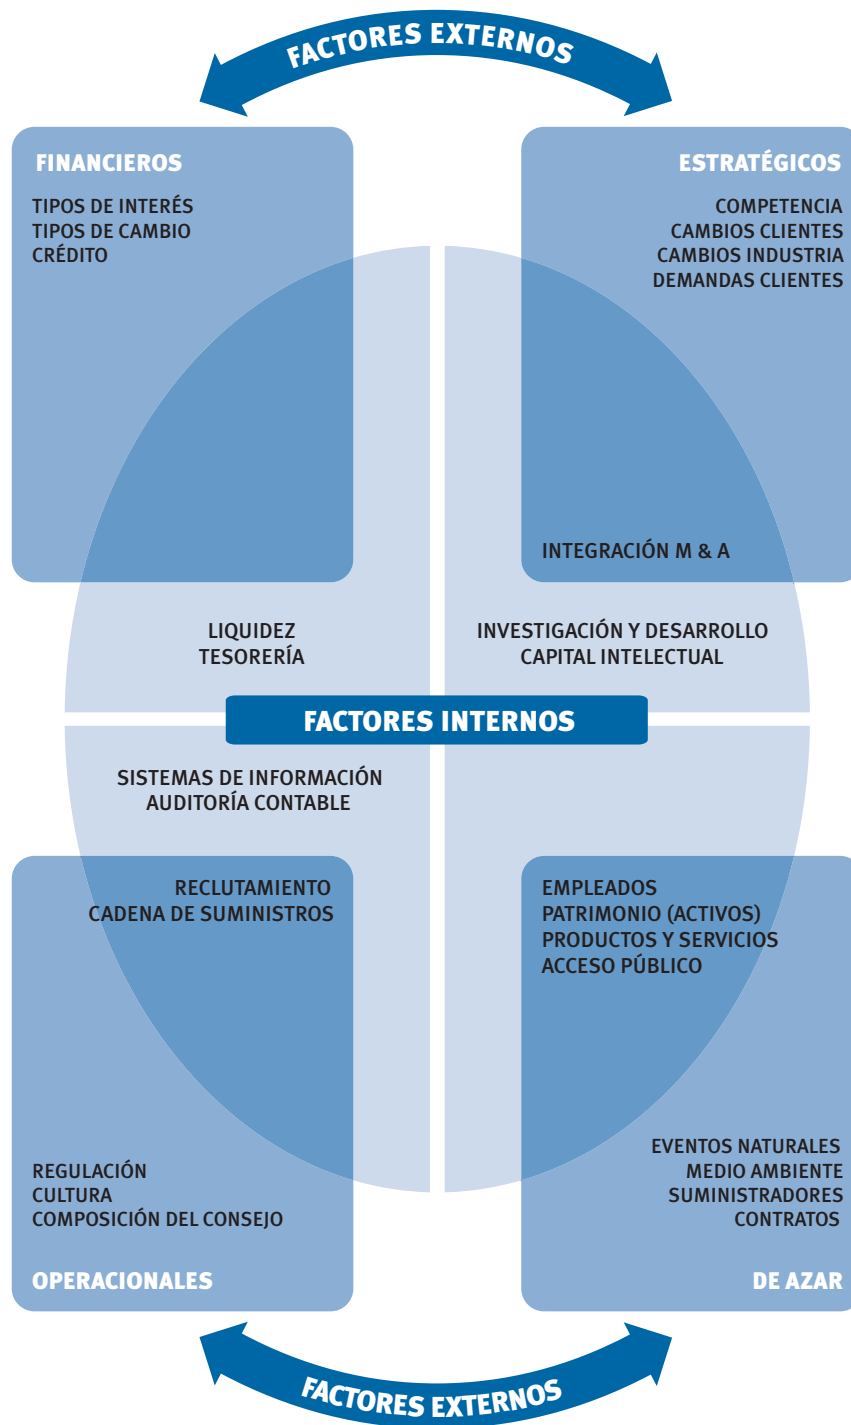 FACTORES EXTERNOS
FINANCIEROS
TIPOS DE INTERÉS
TIPOS DE CAMBIO
CRÉDITO
ESTRATÉGICOS
COMPETENCIA
CAMBIOS CLIENTES
CAMBIOS INDUSTRIA
DEMANDAS CLIENTES
INTEGRACIÓN M & A
LIQUIDEZ
TESORERÍA
INVESTIGACIÓN Y DESARROLLO
CAPITAL INTELECTUAL
FACTORES INTERNOS
SISTEMAS DE INFORMACIÓN
AUDITORÍA CONTABLE
RECLUTAMIENTO
CADENA DE SUMINISTROS
EMPLEADOS
PATRIMONIO (ACTIVOS)
PRODUCTOS Y SERVICIOS
ACCESO PÚBLICO
REGULACIÓN
CULTURA
COMPOSICIÓN DEL CONSEJO
OPERACIONALES
EVENTOS NATURALES
MEDIO AMBIENTE
SUMINISTRADORES
CONTRATOS
DE AZAR
FACTORES EXTERNOS